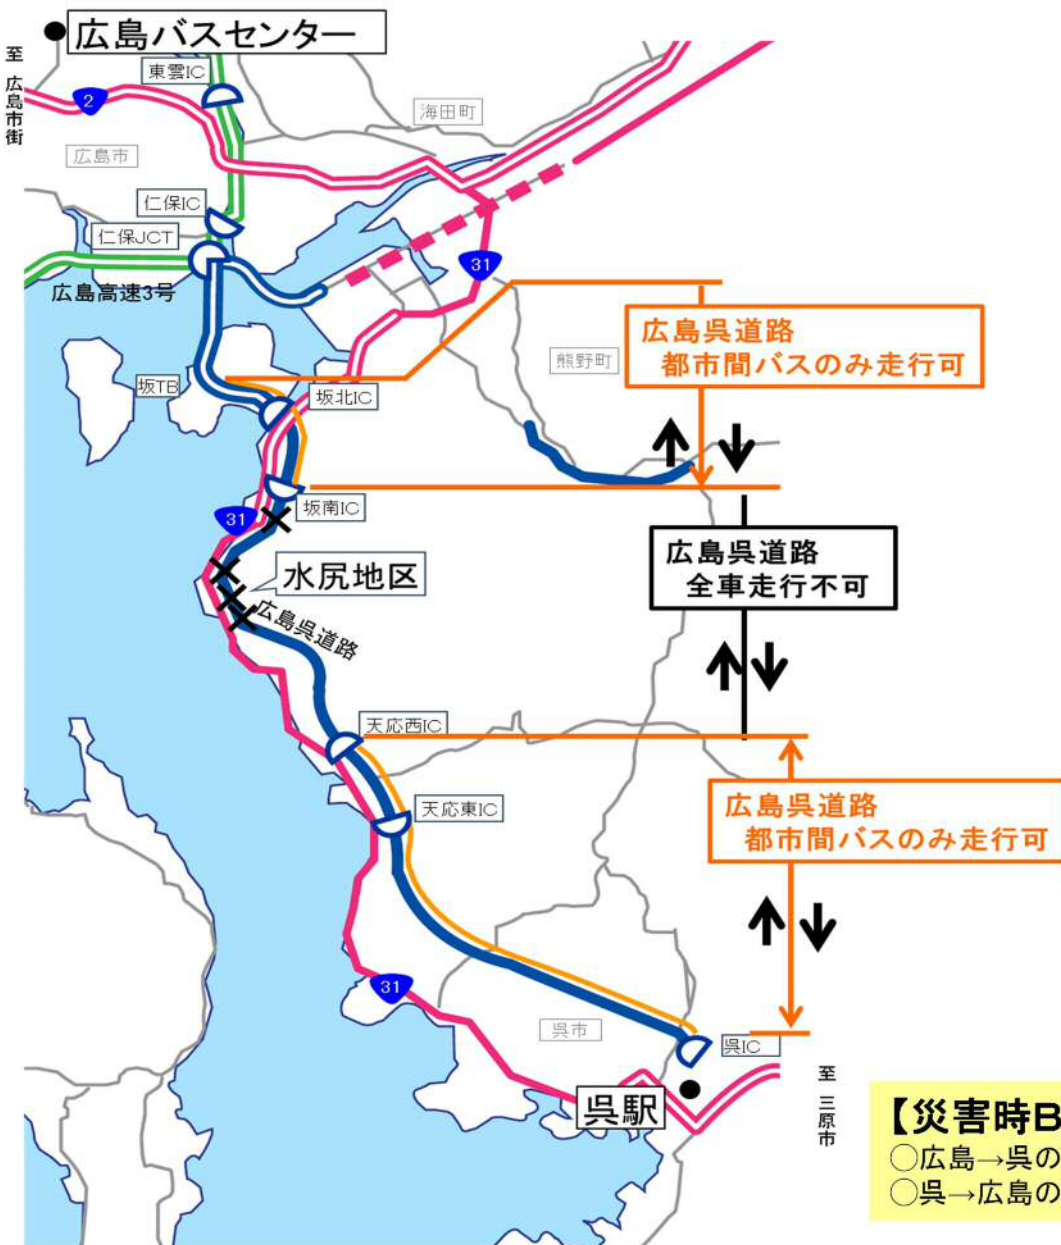 広島バスセンター
至 広島市街
東雲IC
2
海田町
広島市
仁保IC
仁保JCT
31
広島高速3号
広島呉道路
都市間バスのみ走行可
熊野町
坂TB
坂北IC
坂南IC
31
広島呉道路
全車走行不可
水尻地区
広島呉道路
天応西IC
広島呉道路
都市間バスのみ走行可
天応東IC
31
呉市
呉IC
至 三原市
呉駅
【災害時B
○広島→呉の
○呉→広島の